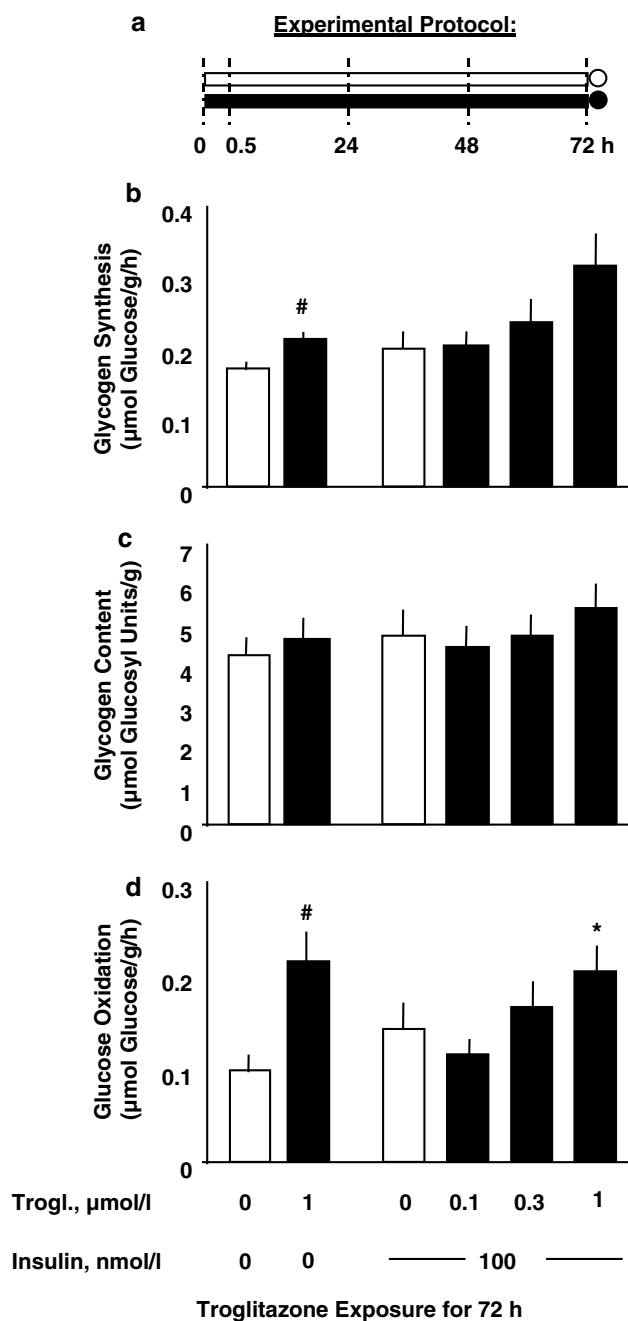 a Experimental Protocol:
0 0.5 24 48 72 h
b
Glycogen Synthesis
(µmol Glucose/g/h)
0.4
0.3
0.2
0.1
0
#
c
Glycogen Content
(µmol Glucosyl Units/g)
7
6
5
4
3
2
1
0
d
Glucose Oxidation
(µmol Glucose/g/h)
0.3
0.2
0.1
0
#
*
Trogl., µmol/l 0 1 0 0.1 0.3 1
Insulin, nmol/l 0 0 100
Troglitazone Exposure for 72 h